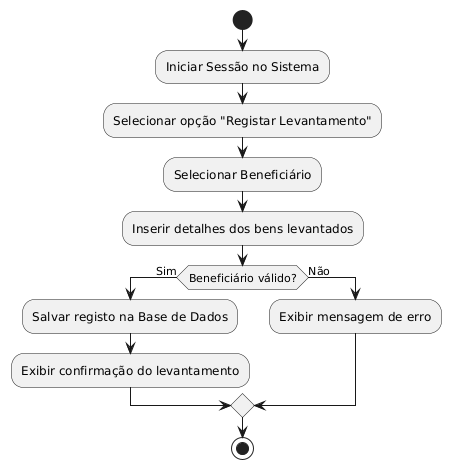 Iniciar Sessão no Sistema
Selecionar opção "Registar Levantamento"
Selecionar Beneficiário
Inserir detalhes dos bens levantados
Sim
Beneficiário válido?
Não
Salvar registo na Base de Dados
Exibir mensagem de erro
Exibir confirmação do levantamento